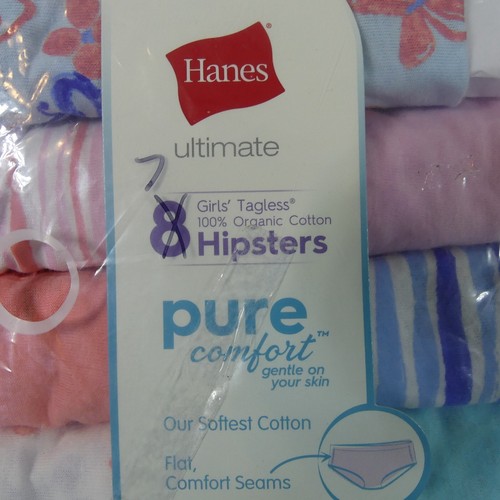 Hanes®
ultimate
7
8 Girls' Tagless®
100% Organic Cotton
Hipsters
pure
comfort™
gentle on
your skin
Our Softest Cotton
Flat,
Comfort Seams